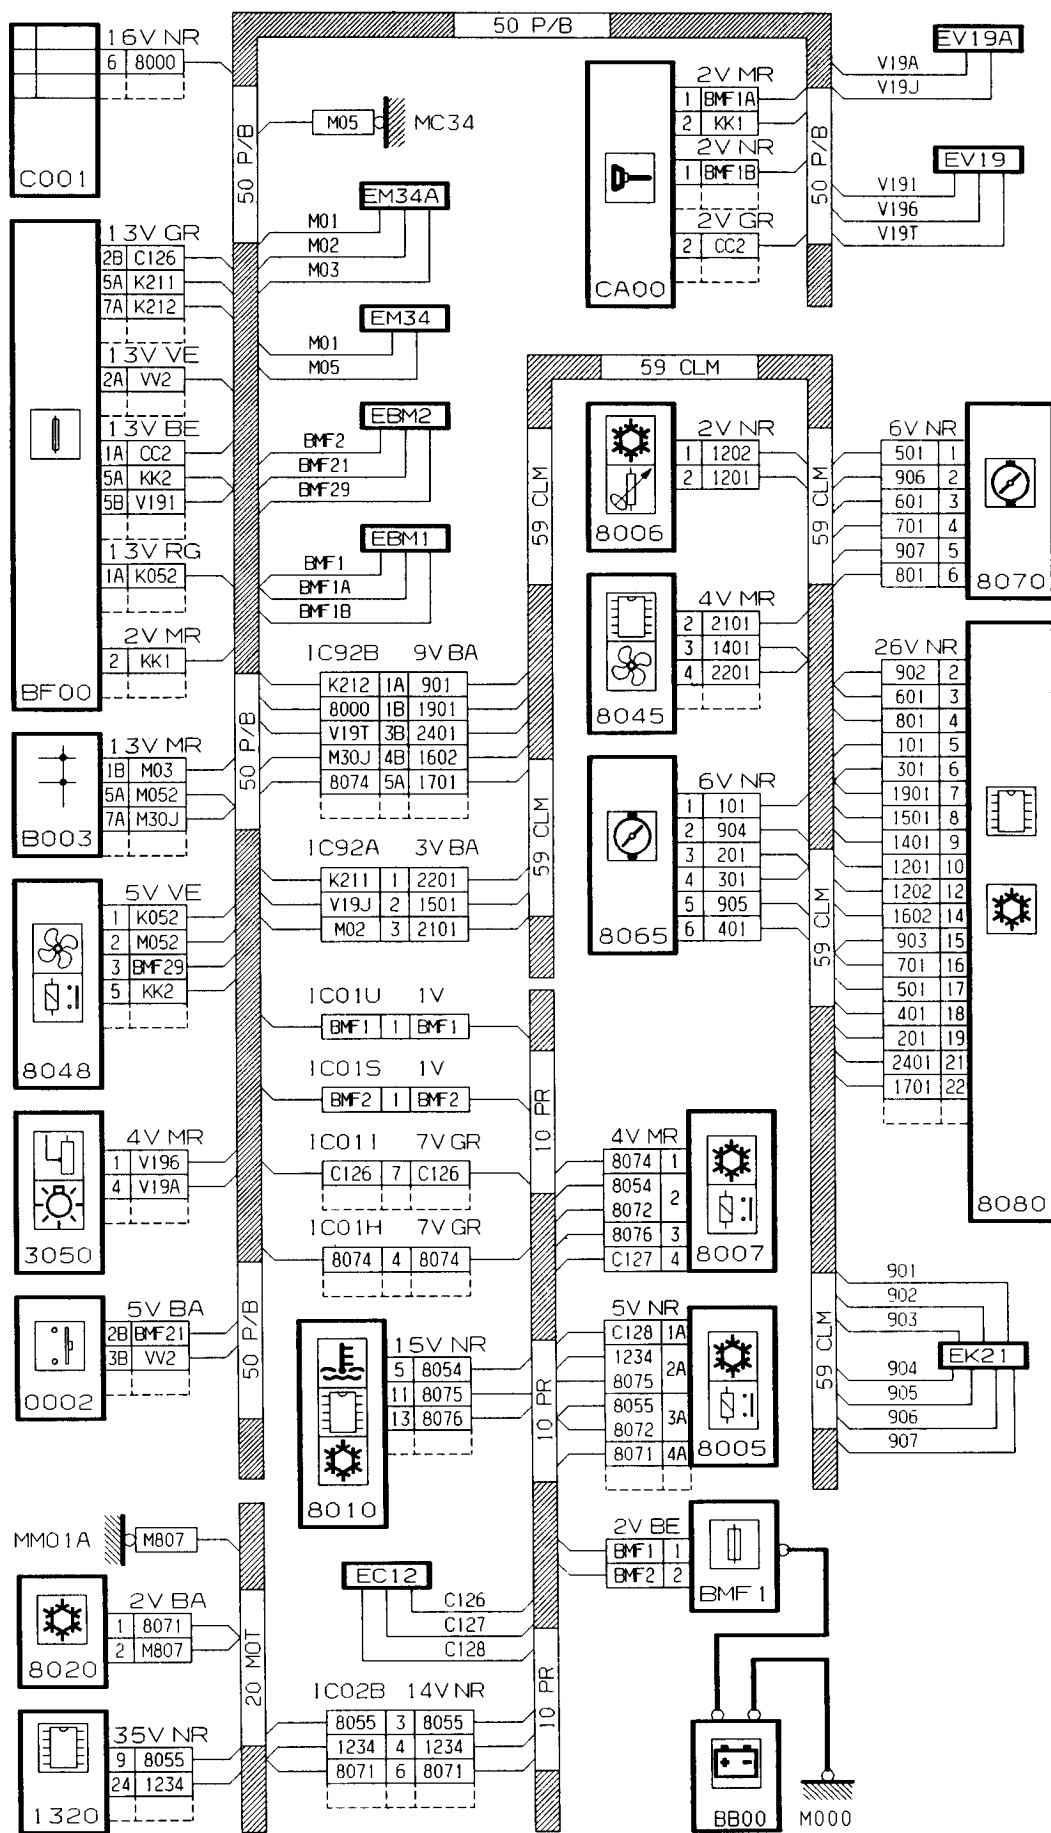 50 P/B
C001
16V NR
6 8000
50 P/B
M05 MC34
EM34A
M01
M02
M03
EM34
M01
M05
EBM2
BMF2
BMF21
BMF29
EBM1
BMF1
BMF1A
BMF1B
BF00
13V GR
2B C126
5A K211
7A K212
13V VE
2A VV2
13V BE
1A CC2
5A KK2
5B V191
13V RG
1A K052
2V MR
2 KK1
B003
13V MR
1B M03
5A M052
7A M30J
50 P/B
8048
5V VE
1 K052
2 M052
3 BMF29
5 KK2
3050
4V MR
1 V196
4 V19A
0002
5V BA
2B BMF21
3B VV2
50 P/B
CA00
2V MR
1 BMF1A
2 KK1
2V NR
1 BMF1B
2V GR
2 CC2
50 P/B
EV19A
V19A
V19J
EV19
V191
V196
V19T
59 CLM
59 CLM
59 CLM
8006
2V NR
1 1202
2 1201
8045
4V MR
2 2101
3 1401
4 2201
8065
6V NR
1 101
2 904
3 201
4 301
5 905
6 401
6V NR
501 1
906 2
601 3
701 4
907 5
801 6
8070
26V NR
902 2
601 3
801 4
101 5
301 6
1901 7
1501 8
1401 9
1201 10
1202 12
1602 14
903 15
701 16
501 17
401 18
201 19
2401 21
1701 22
8080
59 CLM
59 CLM
59 CLM
IC92B 9V BA
K212 1A 901
8000 1B 1901
V19T 3B 2401
M30J 4B 1602
8074 5A 1701
IC92A 3V BA
K211 1 2201
V19J 2 1501
M02 3 2101
IC01U 1V
BMF1 1 BMF1
IC01S 1V
BMF2 1 BMF2
IC01I 7V GR
C126 7 C126
IC01H 7V GR
8074 4 8074
10 PR
4V MR
8074 1
8054
8072 2
8076 3
C127 4
8007
901
902
903
EK21
904
905
906
907
8010
15V NR
5 8054
11 8075
13 8076
10 PR
5V NR
C128 1A
1234
8075 2A
8055
8072 3A
8071 4A
8005
2V BE
BMF1 1
BMF2 2
BMF1
MM01A M807
8020
2V BA
1 8071
2 M807
20 MOT
1320
35V NR
9 8055
24 1234
EC12
C126
C127
C128
10 PR
IC02B 14V NR
8055 3 8055
1234 4 1234
8071 6 8071
+ -
BB00
M000